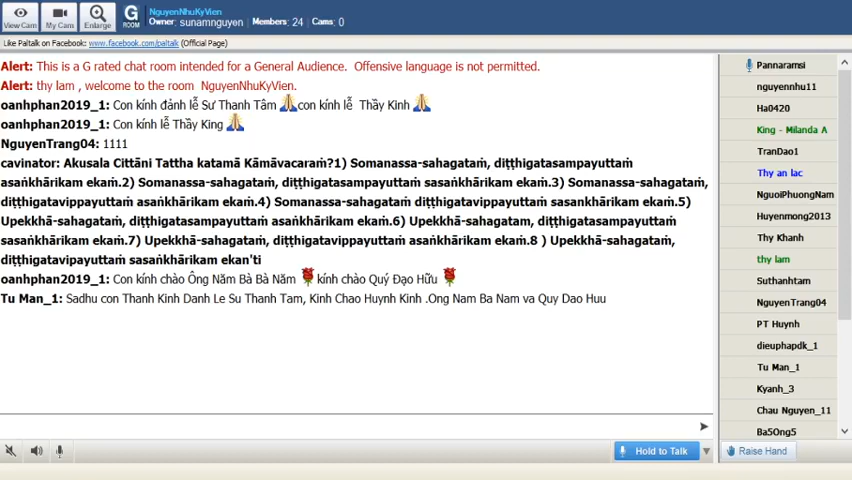 View Cam
My Cam
Enlarge
G
ROOM
NguyenNhuKyVien
Owner: sunamnguyen Members: 24 Cams: 0
Like Paltalk on Facebook: www.facebook.com/paltalk (Official Page)
Alert: This is a G rated chat room intended for a General Audience. Offensive language is not permitted.
Alert: thy lam , welcome to the room NguyenNhuKyVien.
oanhphan2019_1: Con kính đảnh lễ Sư Thanh Tâm con kính lễ Thầy Kinh
oanhphan2019_1: Con kính lễ Thầy King
NguyenTrang04: 1111
cavinator: Akusala Cittāni Tattha katamā Kāmāvacaraṁ?1) Somanassa-sahagataṁ, diṭṭhigatasampayuttaṁ
asaṅkhārikam ekaṁ.2) Somanassa-sahagataṁ, diṭṭhigatasampayuttaṁ sasaṅkhārikam ekaṁ.3) Somanassa-sahagataṁ,
diṭṭhigatavippayuttaṁ asaṅkhārikam ekaṁ.4) Somanassa-sahagataṁ diṭṭhigatavippayuttaṁ sasaṅkhārikam ekaṁ.5)
Upekkhā-sahagataṁ, diṭṭhigatasampayuttaṁ asaṅkhārikam ekaṁ.6) Upekkhā-sahagatam, diṭṭhigatasampayuttaṁ
sasaṅkhārikam ekaṁ.7) Upekkhā-sahagataṁ, diṭṭhigatavippayuttaṁ asaṅkhārikam ekaṁ.8 ) Upekkhā-sahagataṁ,
diṭṭhigatavipayuttaṁ sasaṅkhārikam ekan'ti
oanhphan2019_1: Con kính chào Ông Năm Bà Bà Năm kính chào Quý Đạo Hữu
Tu Man_1: Sadhu con Thanh Kinh Danh Le Su Thanh Tam, Kinh Chao Huynh Kinh .Ong Nam Ba Nam va Quy Dao Huu
Hold to Talk
Pannaramsi
nguyennhu11
Ha0420
King - Milanda A
TranDao1
Thy an lac
NguoiPhuongNam
Huyenmong2013
Thy Khanh
thy lam
Suthanhtam
NguyenTrang04
PT Huynh
dieuphapdk_1
Tu Man_1
Kyanh_3
Chau Nguyen_11
Ba5Ong5
Raise Hand